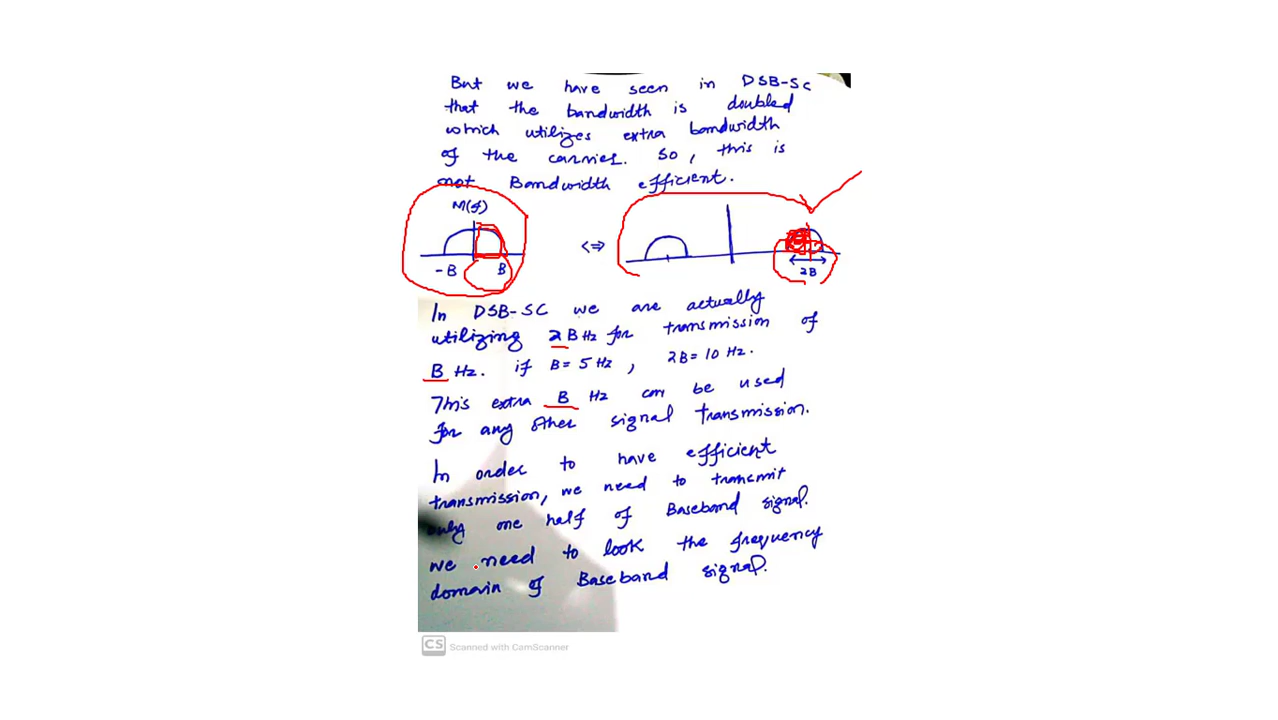 But we have seen in DSB-SC
that the bandwidth is doubled
which utilizes extra bandwidth
of the carrier. So, this is
not Bandwidth efficient.
M(f)
-B B <=> 2B
In DSB-SC we are actually
utilizing 2B Hz for transmission of
B Hz. if B = 5 Hz , 2B = 10 Hz.
This extra B Hz can be used
for any other signal transmission.
In order to have efficient
transmission, we need to transmit
only one half of Baseband signal.
we need to look the frequency
domain of Baseband signal.
CS Scanned with CamScanner